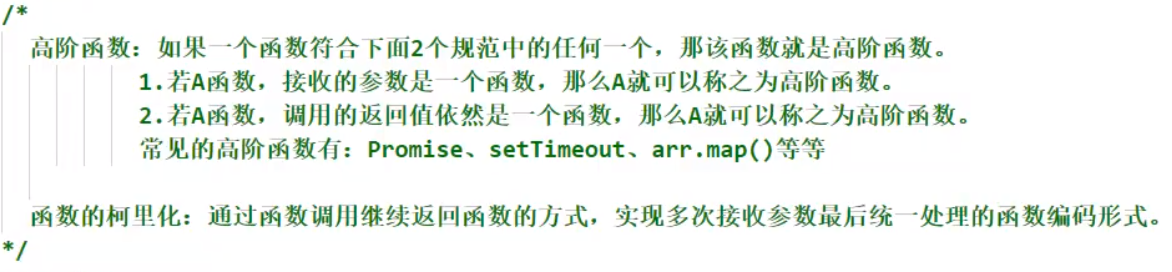 /*
高阶函数：如果一个函数符合下面2个规范中的任何一个，那该函数就是高阶函数。
1.若A函数，接收的参数是一个函数，那么A就可以称之为高阶函数。
2.若A函数，调用的返回值依然是一个函数，那么A就可以称之为高阶函数。
常见的高阶函数有：Promise、setTimeout、arr.map()等等
函数的柯里化：通过函数调用继续返回函数的方式，实现多次接收参数最后统一处理的函数编码形式。
*/